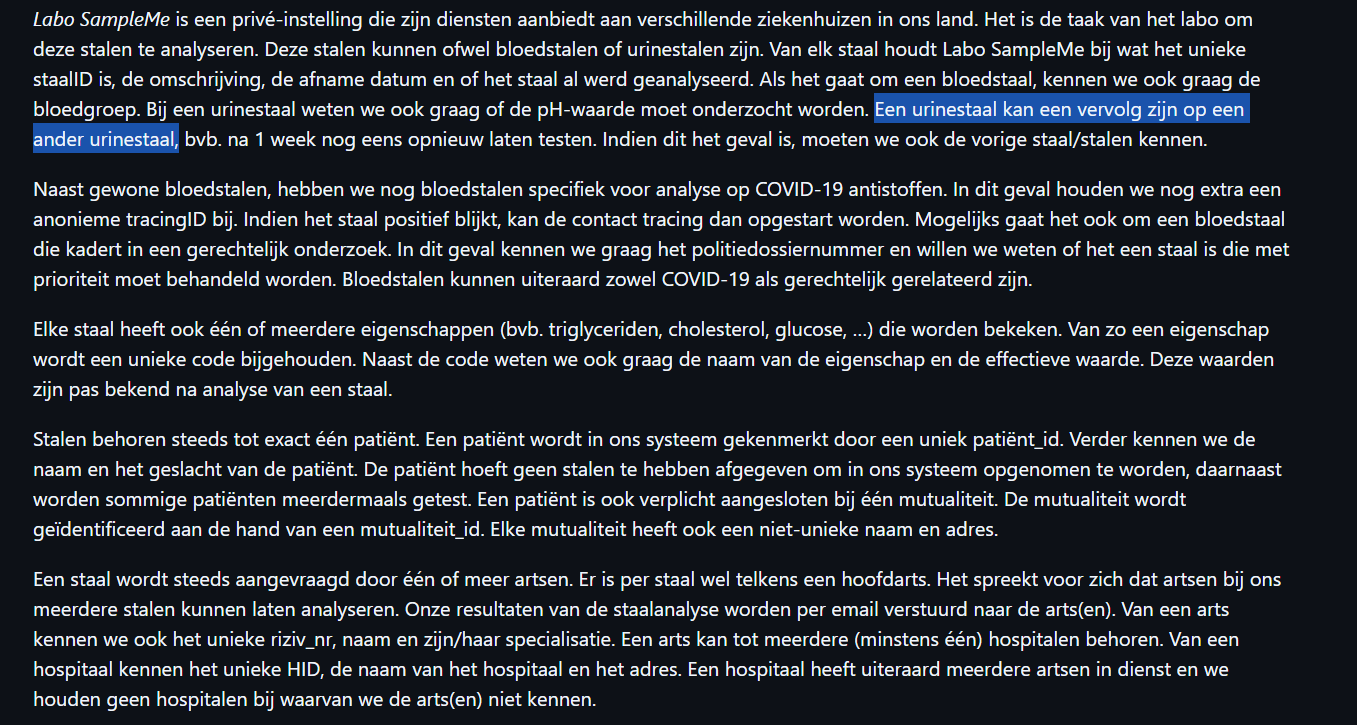 Labo SampleMe is een privé-instelling die zijn diensten aanbiedt aan verschillende ziekenhuizen in ons land. Het is de taak van het labo om
deze stalen te analyseren. Deze stalen kunnen ofwel bloedstalen of urinestalen zijn. Van elk staal houdt Labo SampleMe bij wat het unieke
staalID is, de omschrijving, de afname datum en of het staal al werd geanalyseerd. Als het gaat om een bloedstaal, kennen we ook graag de
bloedgroep. Bij een urinestaal weten we ook graag of de pH-waarde moet onderzocht worden. Een urinestaal kan een vervolg zijn op een
ander urinestaal, bvb. na 1 week nog eens opnieuw laten testen. Indien dit het geval is, moeten we ook de vorige staal/stalen kennen.
Naast gewone bloedstalen, hebben we nog bloedstalen specifiek voor analyse op COVID-19 antistoffen. In dit geval houden we nog extra een
anonieme tracingID bij. Indien het staal positief blijkt, kan de contact tracing dan opgestart worden. Mogelijks gaat het ook om een bloedstaal
die kadert in een gerechtelijk onderzoek. In dit geval kennen we graag het politiedossiernummer en willen we weten of het een staal is die met
prioriteit moet behandeld worden. Bloedstalen kunnen uiteraard zowel COVID-19 als gerechtelijk gerelateerd zijn.
Elke staal heeft ook één of meerdere eigenschappen (bvb. triglyceriden, cholesterol, glucose, ...) die worden bekeken. Van zo een eigenschap
wordt een unieke code bijgehouden. Naast de code weten we ook graag de naam van de eigenschap en de effectieve waarde. Deze waarden
zijn pas bekend na analyse van een staal.
Stalen behoren steeds tot exact één patiënt. Een patiënt wordt in ons systeem gekenmerkt door een uniek patiënt_id. Verder kennen we de
naam en het geslacht van de patiënt. De patiënt hoeft geen stalen te hebben afgegeven om in ons systeem opgenomen te worden, daarnaast
worden sommige patiënten meerdermaals getest. Een patiënt is ook verplicht aangesloten bij één mutualiteit. De mutualiteit wordt
geïdentificeerd aan de hand van een mutualiteit_id. Elke mutualiteit heeft ook een niet-unieke naam en adres.
Een staal wordt steeds aangevraagd door één of meer artsen. Er is per staal wel telkens een hoofdarts. Het spreekt voor zich dat artsen bij ons
meerdere stalen kunnen laten analyseren. Onze resultaten van de staalanalyse worden per email verstuurd naar de arts(en). Van een arts
kennen we ook het unieke riziv_nr, naam en zijn/haar specialisatie. Een arts kan tot meerdere (minstens één) hospitalen behoren. Van een
hospitaal kennen het unieke HID, de naam van het hospitaal en het adres. Een hospitaal heeft uiteraard meerdere artsen in dienst en we
houden geen hospitalen bij waarvan we de arts(en) niet kennen.